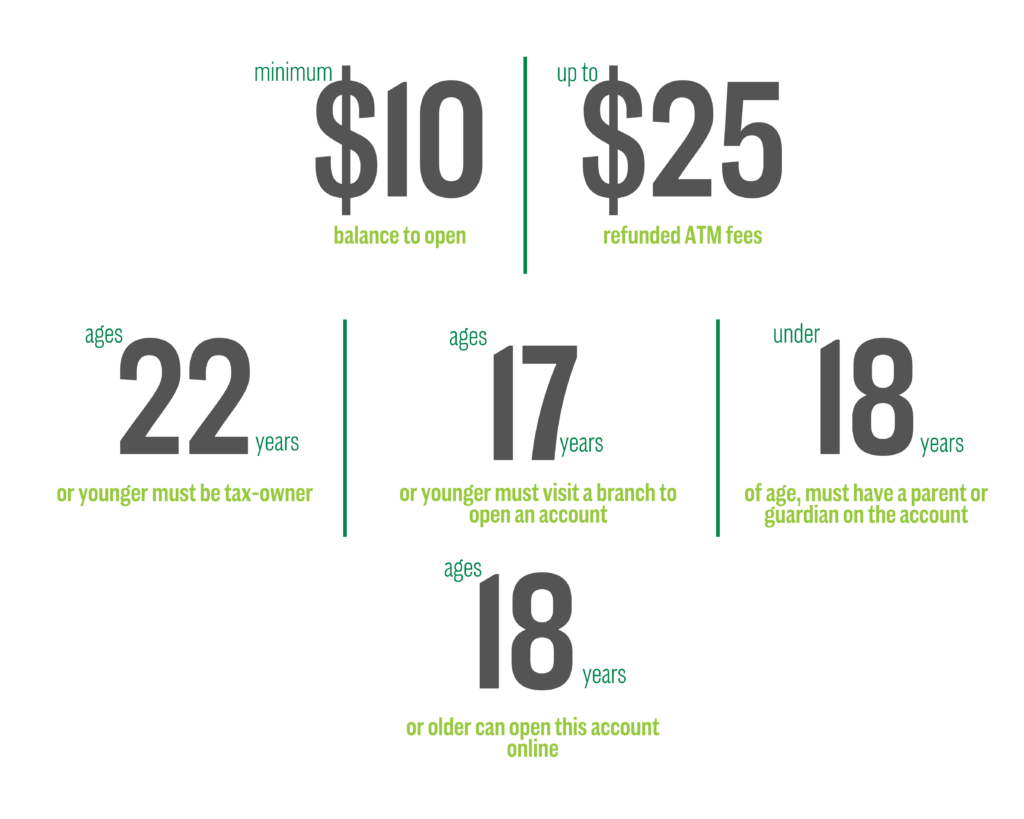 minimum
$10
balance to open
up to
$25
refunded ATM fees
ages
22
years
or younger must be tax-owner
ages
17
years
or younger must visit a branch to
open an account
under
18
years
of age, must have a parent or
guardian on the account
ages
18
years
or older can open this account
online